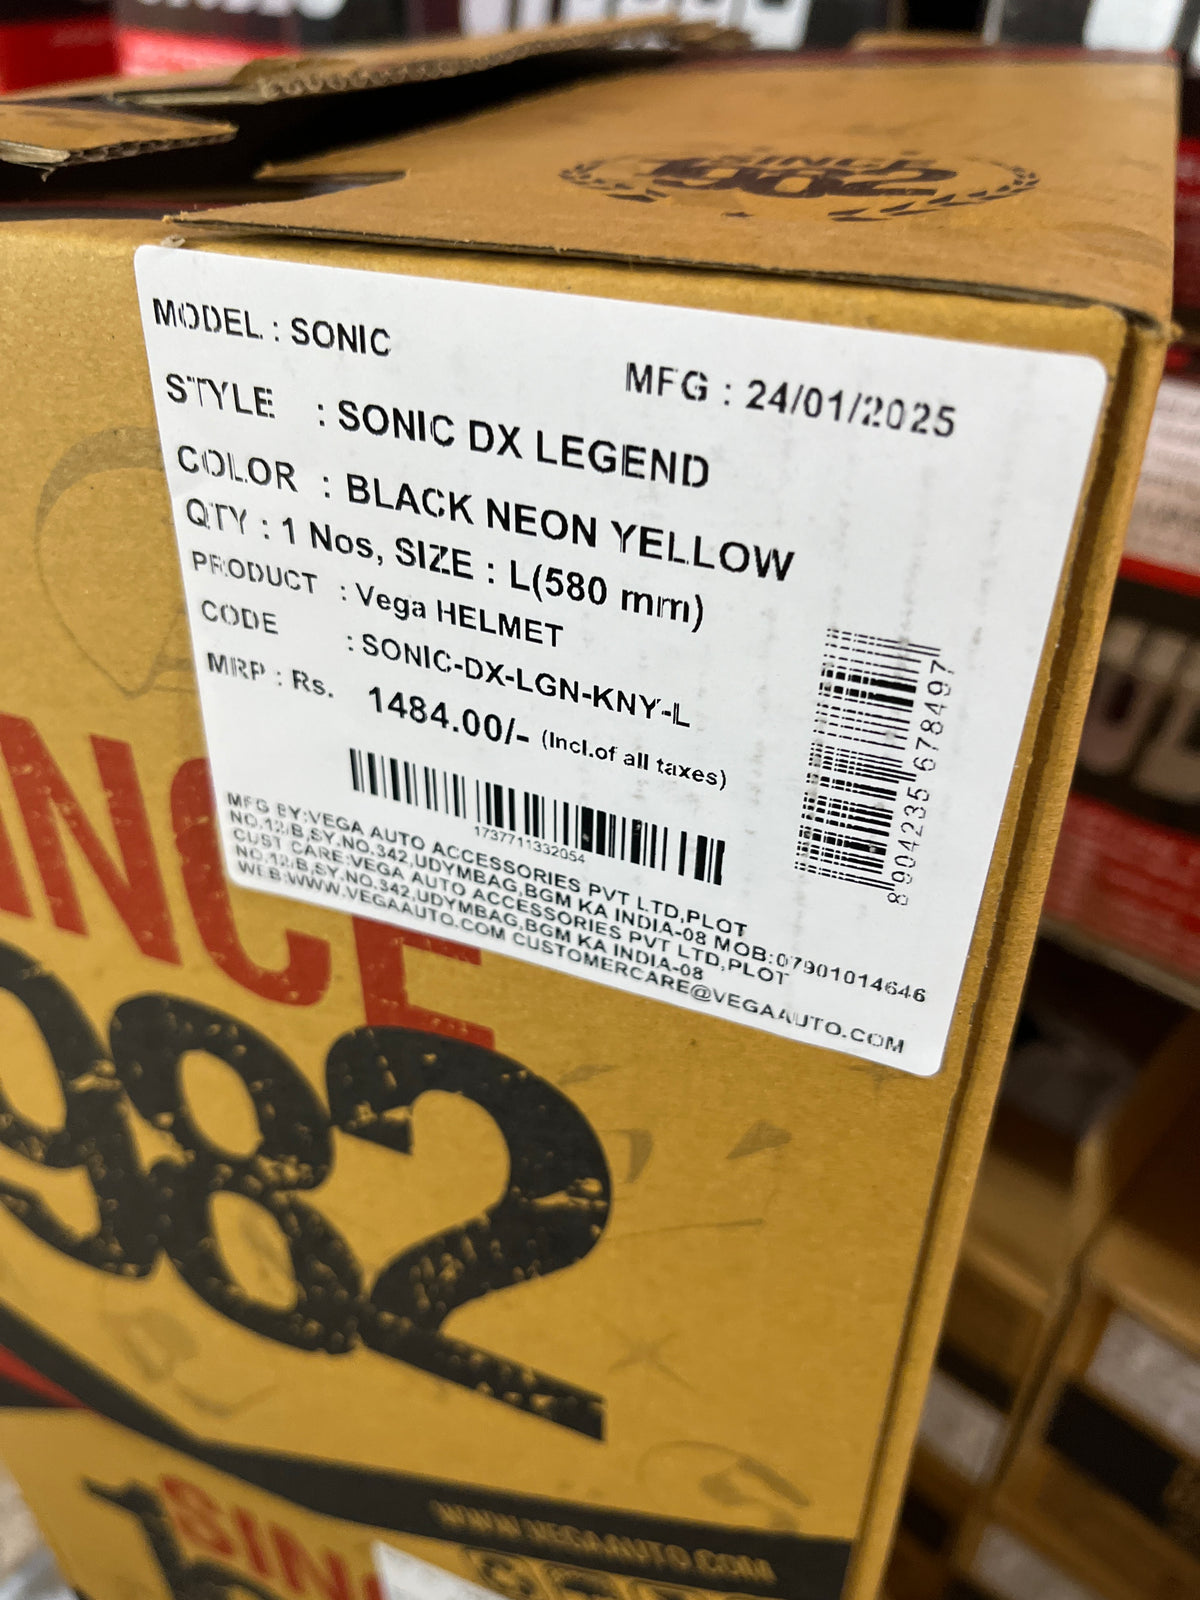 SINCE
1982
MODEL : SONIC
MFG : 24/01/2025
STYLE : SONIC DX LEGEND
COLOR : BLACK NEON YELLOW
QTY : 1 Nos, SIZE : L(580 mm)
PRODUCT : Vega HELMET
CODE : SONIC-DX-LGN-KNY-L
MRP : Rs. 1484.00/- (Incl.of all taxes)
1737711332054
8904235678497
MFG BY:VEGA AUTO ACCESSORIES PVT LTD,PLOT
NO.12/B,SY.NO.342,UDYMBAG,BGM KA INDIA-08 MOB:07901014646
CUST CARE:VEGA AUTO ACCESSORIES PVT LTD,PLOT
NO.12/B,SY.NO.342,UDYMBAG,BGM KA INDIA-08
WEB:WWW.VEGAAUTO.COM CUSTOMERCARE@VEGAAUTO.COM
INCE
982
WWW.VEGAAUTO.COM
SIN